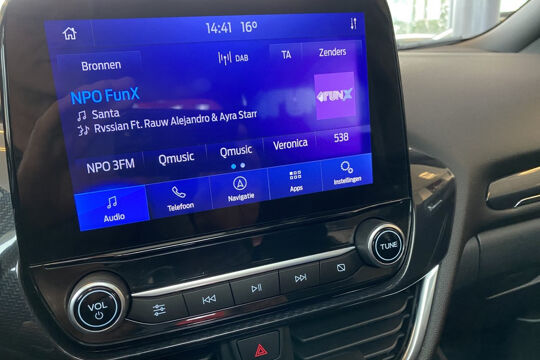 14:41 16°
Bronnen
DAB
TA
Zenders
NPO FunX
FUNX
Santa
Rvssian Ft. Rauw Alejandro & Ayra Starr
NPO 3FM
Qmusic
Qmusic
Veronica
538
Audio
Telefoon
Navigatie
Apps
Instellingen
VOL
TUNE